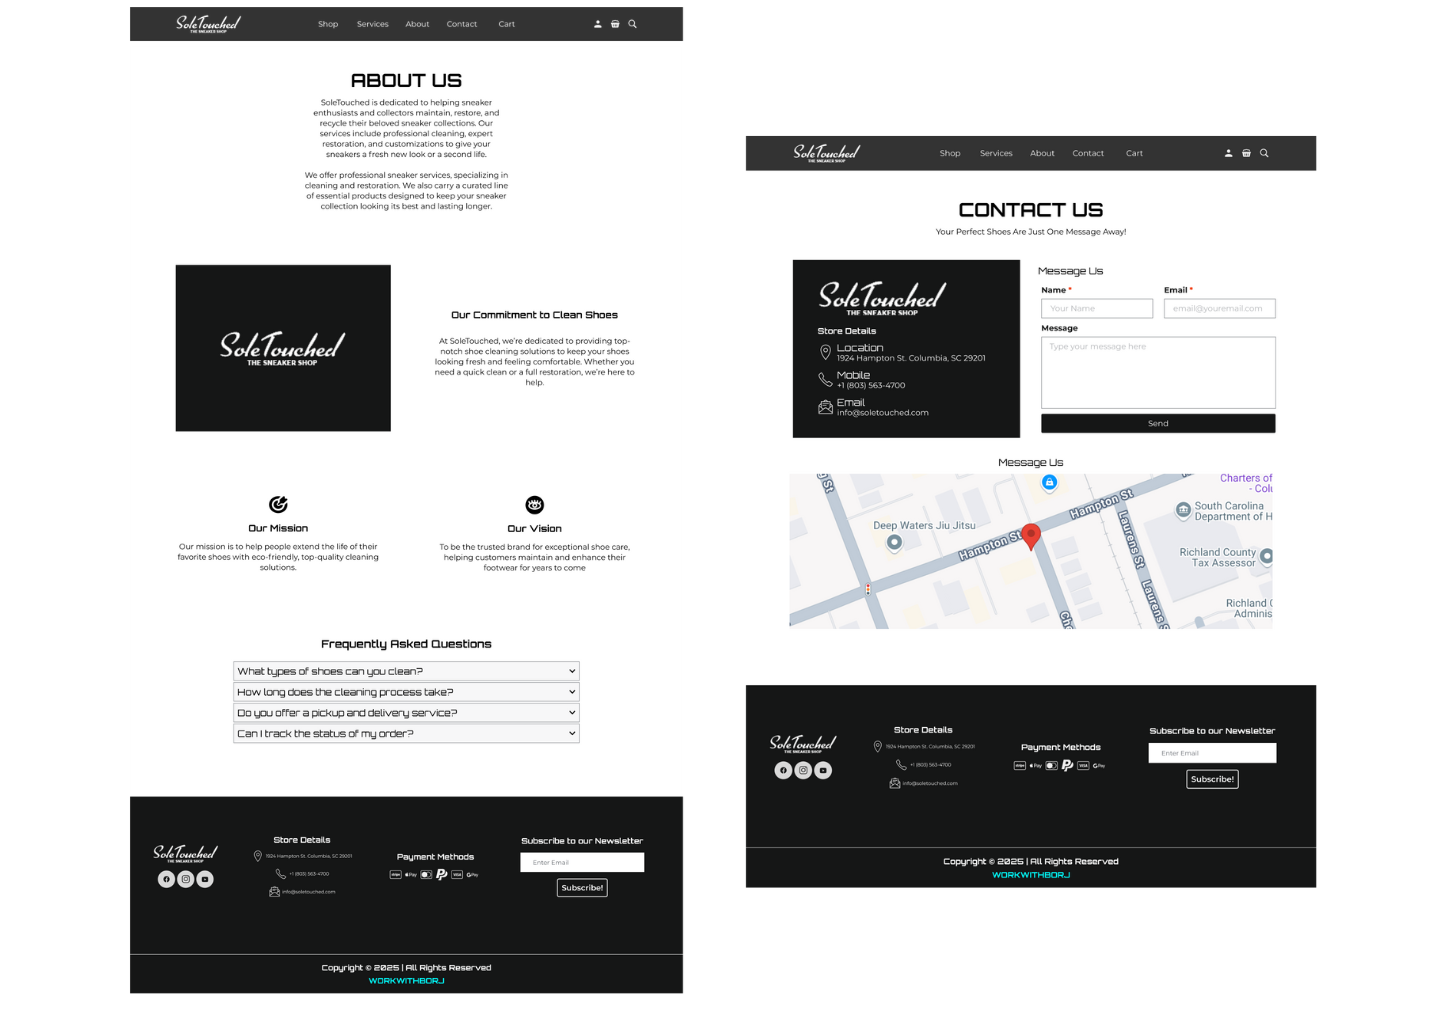 SoleTouched
THE SNEAKER SHOP
Shop Services About Contact Cart
ABOUT US
SoleTouched is dedicated to helping sneaker
enthusiasts and collectors maintain, restore, and
recycle their beloved sneaker collections. Our
services include professional cleaning, expert
restoration, and customizations to give your
sneakers a fresh new look or a second life.
We offer professional sneaker services, specializing in
cleaning and restoration. We also carry a curated line
of essential products designed to keep your sneaker
collection looking its best and lasting longer.
SoleTouched
THE SNEAKER SHOP
Our Commitment to Clean Shoes
At SoleTouched, we're dedicated to providing top-
notch shoe cleaning solutions to keep your shoes
looking fresh and feeling comfortable. Whether you
need a quick clean or a full restoration, we're here to
help.
Our Mission
Our mission is to help people extend the life of their
favorite shoes with eco-friendly, top-quality cleaning
solutions.
Our Vision
To be the trusted brand for exceptional shoe care,
helping customers maintain and enhance their
footwear for years to come
Frequently Asked Questions
What types of shoes can you clean?
How long does the cleaning process take?
Do you offer a pickup and delivery service?
Can I track the status of my order?
SoleTouched
THE SNEAKER SHOP
Store Details
1924 Hampton St. Columbia, SC 29201
+1 (803) 563-4700
info@soletouched.com
Payment Methods
stripe Pay VISA G Pay
Subscribe to our Newsletter
Enter Email
Subscribe!
Copyright © 2025 | All Rights Reserved
WORKWITHBORJ
SoleTouched
THE SNEAKER SHOP
Shop Services About Contact Cart
CONTACT US
Your Perfect Shoes Are Just One Message Away!
SoleTouched
THE SNEAKER SHOP
Store Details
Location
1924 Hampton St. Columbia, SC 29201
Mobile
+1 (803) 563-4700
Email
info@soletouched.com
Message Us
Name * Email *
Your Name email@youremail.com
Message
Type your message here
Send
Message Us
Charters of
- Colu
South Carolina
Department of H
Hampton St
Deep Waters Jiu Jitsu
Hampton St
Laurens St
Richland County
Tax Assessor
Laurens S
Richland C
Adminis
SoleTouched
THE SNEAKER SHOP
Store Details
1924 Hampton St. Columbia, SC 29201
+1 (803) 563-4700
info@soletouched.com
Payment Methods
stripe Pay VISA G Pay
Subscribe to our Newsletter
Enter Email
Subscribe!
Copyright © 2025 | All Rights Reserved
WORKWITHBORJ